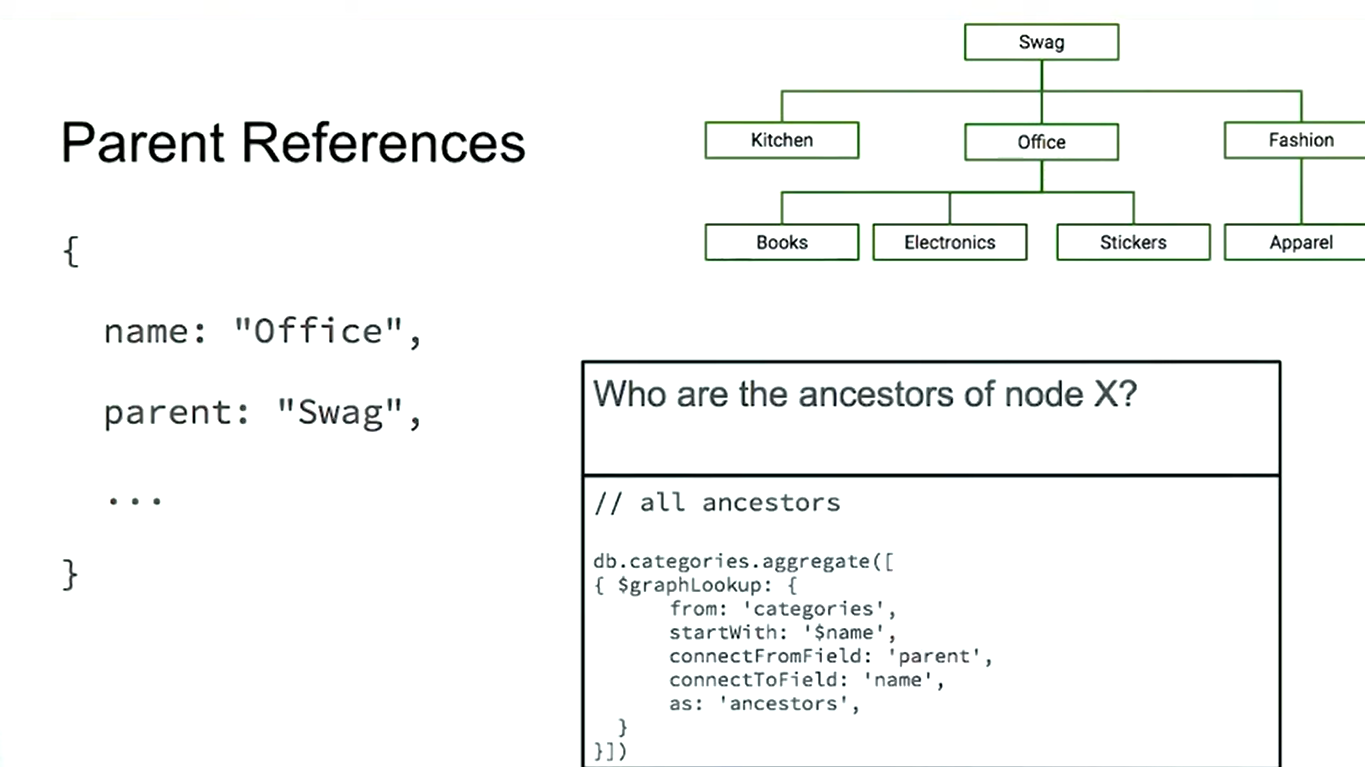 Swag
Parent References
Kitchen
Office
Fashion
Books
Electronics
Stickers
Apparel
{
name: "Office",
parent: "Swag",
...
}
Who are the ancestors of node X?
// all ancestors
db.categories.aggregate([
{ $graphLookup: {
from: 'categories',
startWith: '$name',
connectFromField: 'parent',
connectToField: 'name',
as: 'ancestors',
}
}])